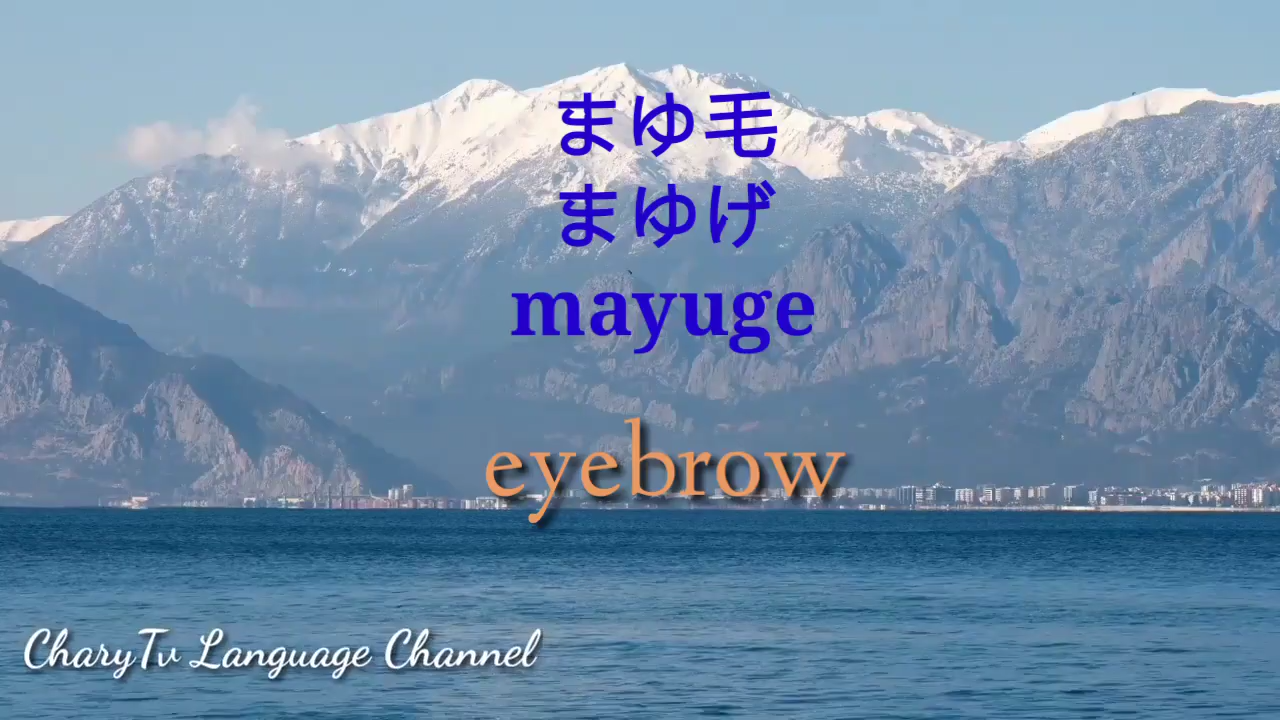 まゆ毛
まゆげ
mayuge
eyebrow
CharyTv Language Channel